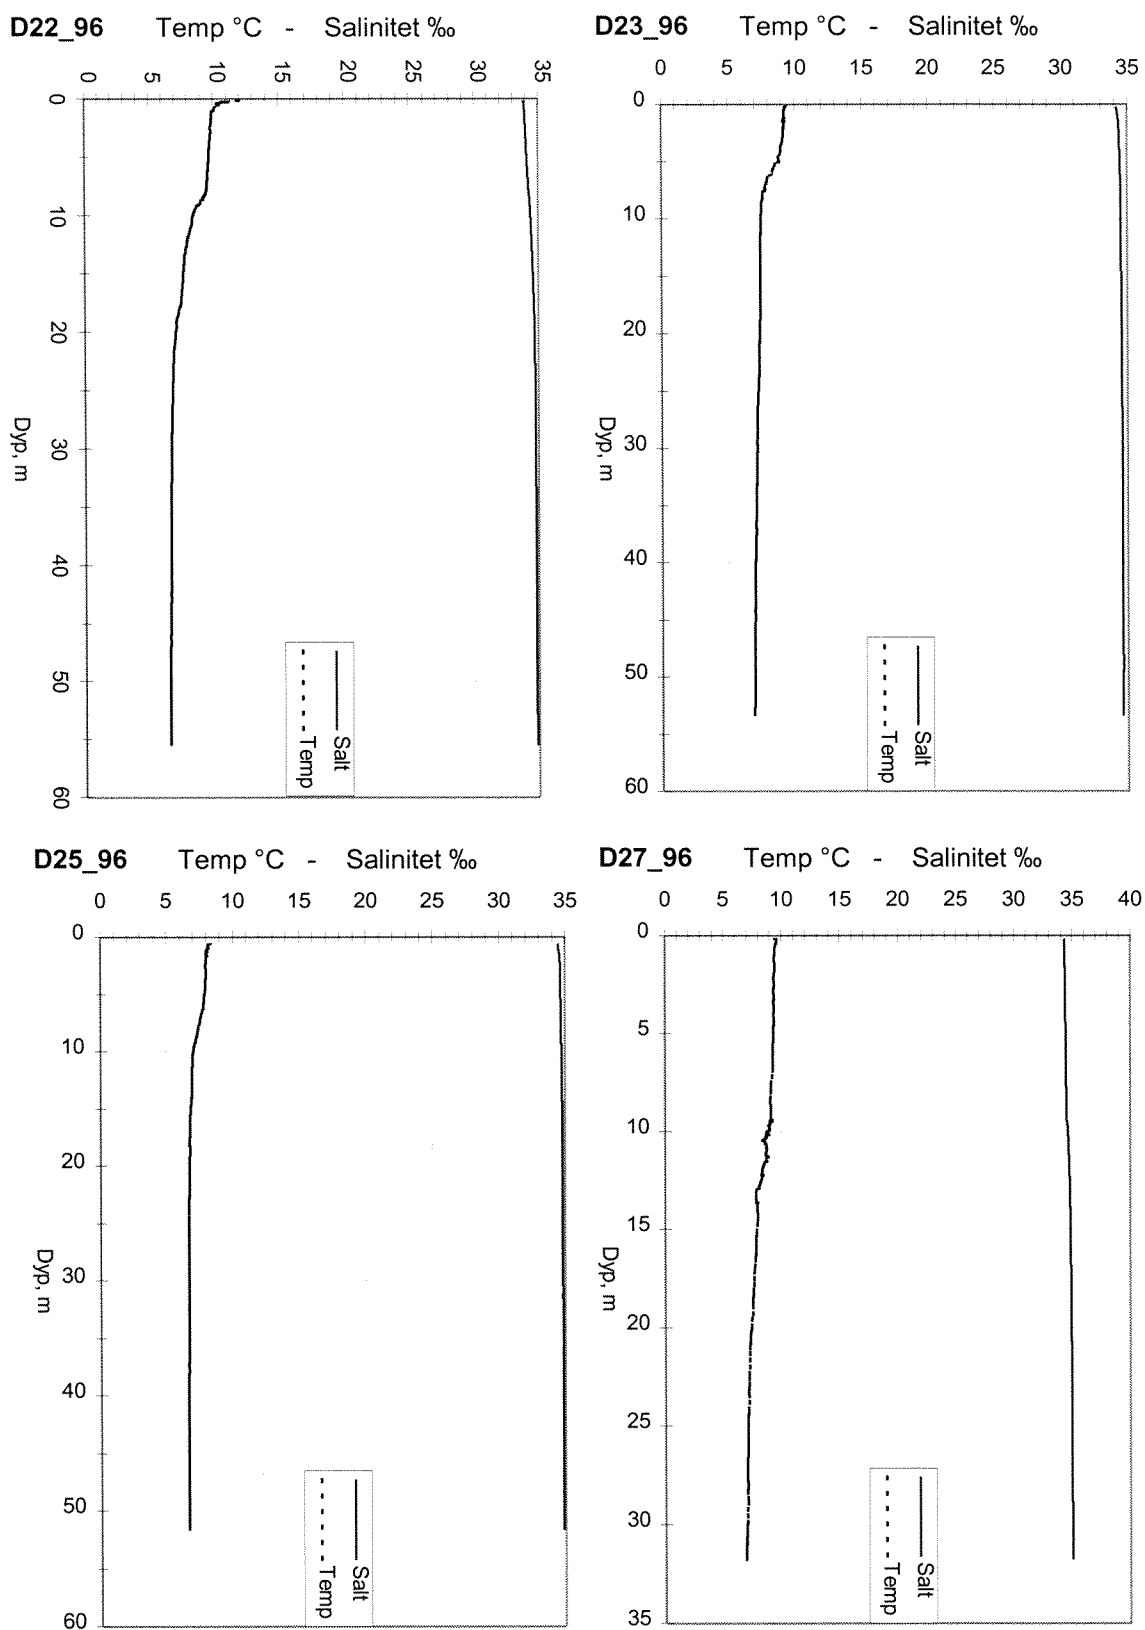 D22_96 Temp °C - Salinitet ‰
0 5 10 15 20 25 30 35
0
10
20
30
40
50
60
Dyp, m
Salt
Temp
D23_96 Temp °C - Salinitet ‰
0 5 10 15 20 25 30 35
0
10
20
30
40
50
60
Dyp, m
Salt
Temp
D25_96 Temp °C - Salinitet ‰
0 5 10 15 20 25 30 35
0
10
20
30
40
50
60
Dyp, m
Salt
Temp
D27_96 Temp °C - Salinitet ‰
0 5 10 15 20 25 30 35 40
0
5
10
15
20
25
30
35
Dyp, m
Salt
Temp